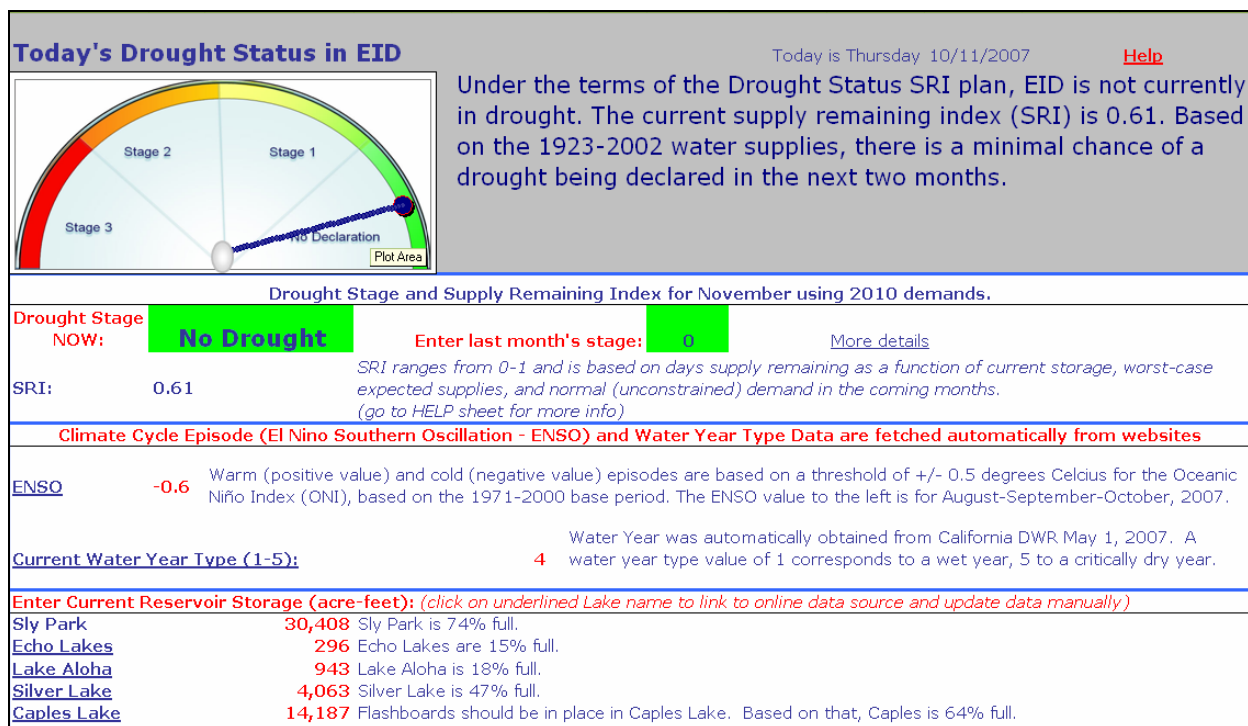 Today's Drought Status in EID
Today is Thursday 10/11/2007
Help
Under the terms of the Drought Status SRI plan, EID is not currently
in drought. The current supply remaining index (SRI) is 0.61. Based
on the 1923-2002 water supplies, there is a minimal chance of a
drought being declared in the next two months.
Stage 2
Stage 1
Stage 3
No Declaration
Plot Area
Drought Stage and Supply Remaining Index for November using 2010 demands.
Drought Stage
NOW:
No Drought
Enter last month's stage:
0
More details
SRI:
0.61
SRI ranges from 0-1 and is based on days supply remaining as a function of current storage, worst-case
expected supplies, and normal (unconstrained) demand in the coming months.
(go to HELP sheet for more info)
Climate Cycle Episode (El Nino Southern Oscillation - ENSO) and Water Year Type Data are fetched automatically from websites
ENSO
-0.6
Warm (positive value) and cold (negative value) episodes are based on a threshold of +/- 0.5 degrees Celcius for the Oceanic
Niño Index (ONI), based on the 1971-2000 base period. The ENSO value to the left is for August-September-October, 2007.
Current Water Year Type (1-5):
4
Water Year was automatically obtained from California DWR May 1, 2007. A
water year type value of 1 corresponds to a wet year, 5 to a critically dry year.
Enter Current Reservoir Storage (acre-feet): (click on underlined Lake name to link to online data source and update data manually)
Sly Park 30,408 Sly Park is 74% full.
Echo Lakes 296 Echo Lakes are 15% full.
Lake Aloha 943 Lake Aloha is 18% full.
Silver Lake 4,063 Silver Lake is 47% full.
Caples Lake 14,187 Flashboards should be in place in Caples Lake. Based on that, Caples is 64% full.